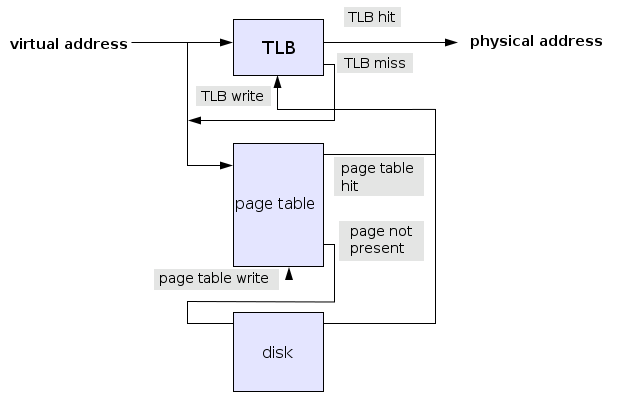 TLB hit
virtual address
TLB
physical address
TLB miss
TLB write
page table
hit
page table
page not
present
page table write
disk